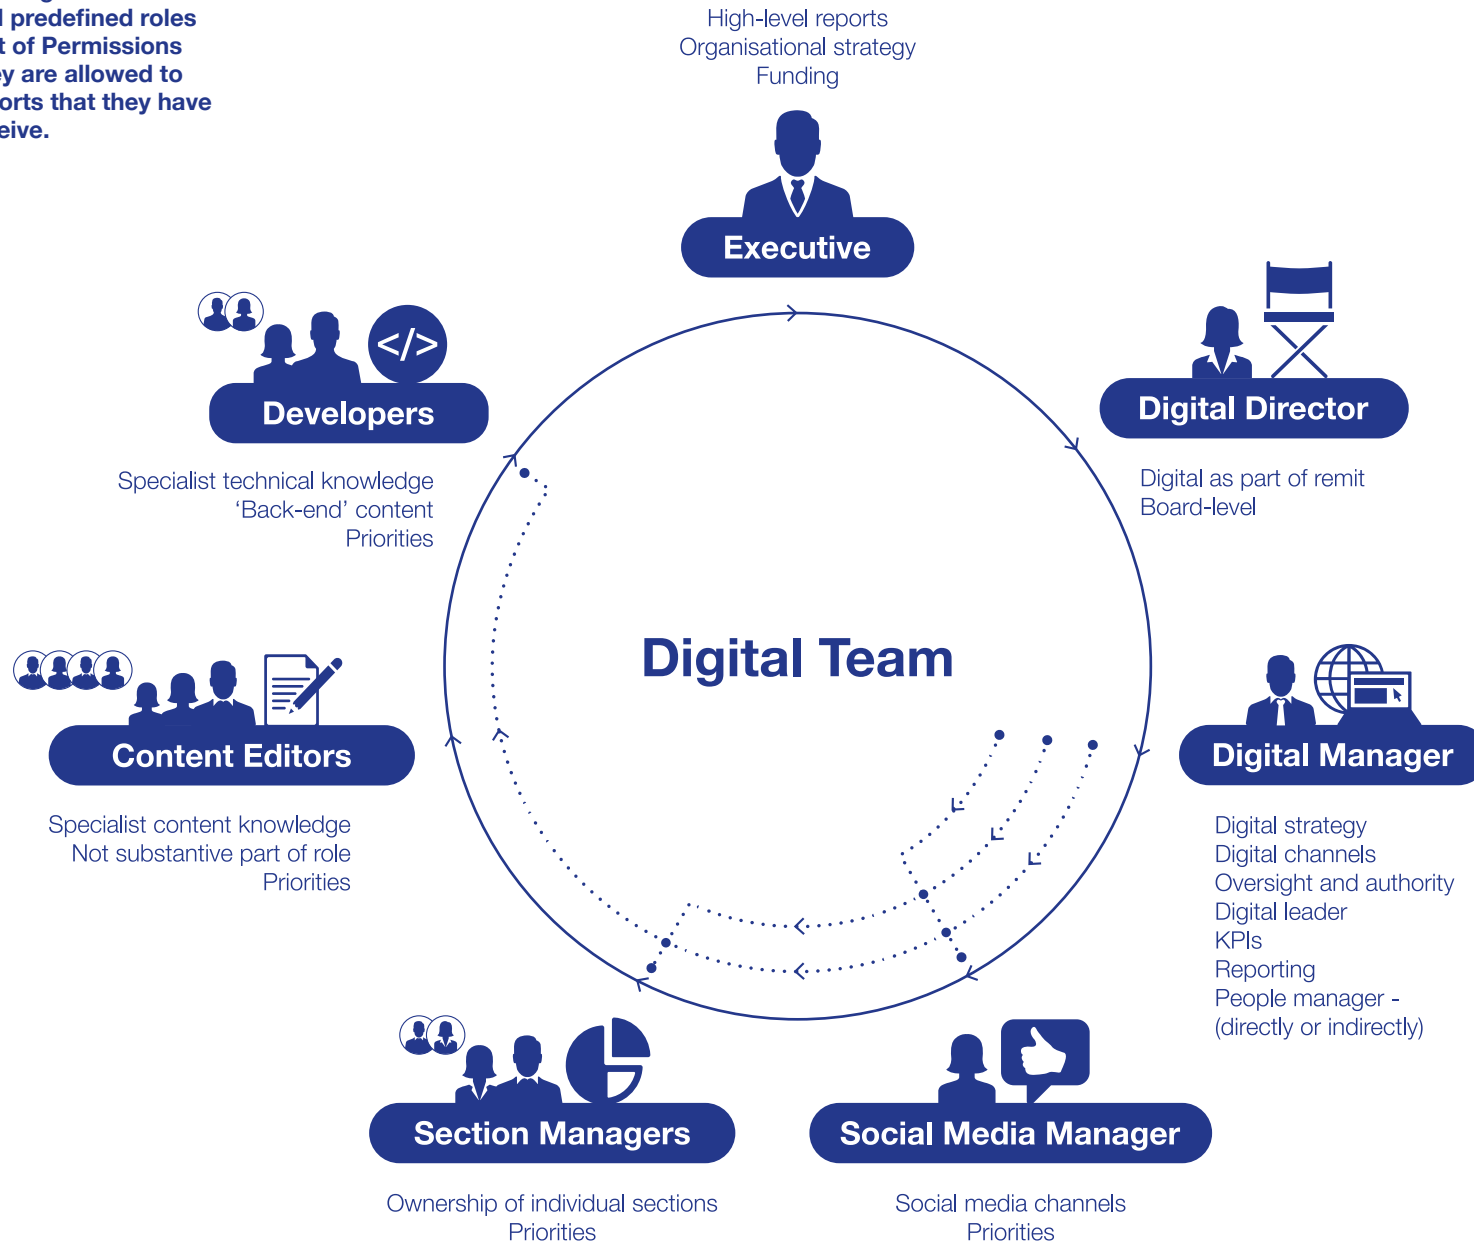 l predefined roles
t of Permissions
ey are allowed to
orts that they have
eive.
High-level reports
Organisational strategy
Funding
Executive
</>
Developers
Specialist technical knowledge
‘Back-end’ content
Priorities
Digital Director
Digital as part of remit
Board-level
Digital Team
Content Editors
Specialist content knowledge
Not substantive part of role
Priorities
Digital Manager
Digital strategy
Digital channels
Oversight and authority
Digital leader
KPIs
Reporting
People manager -
(directly or indirectly)
Section Managers
Ownership of individual sections
Priorities
Social Media Manager
Social media channels
Priorities